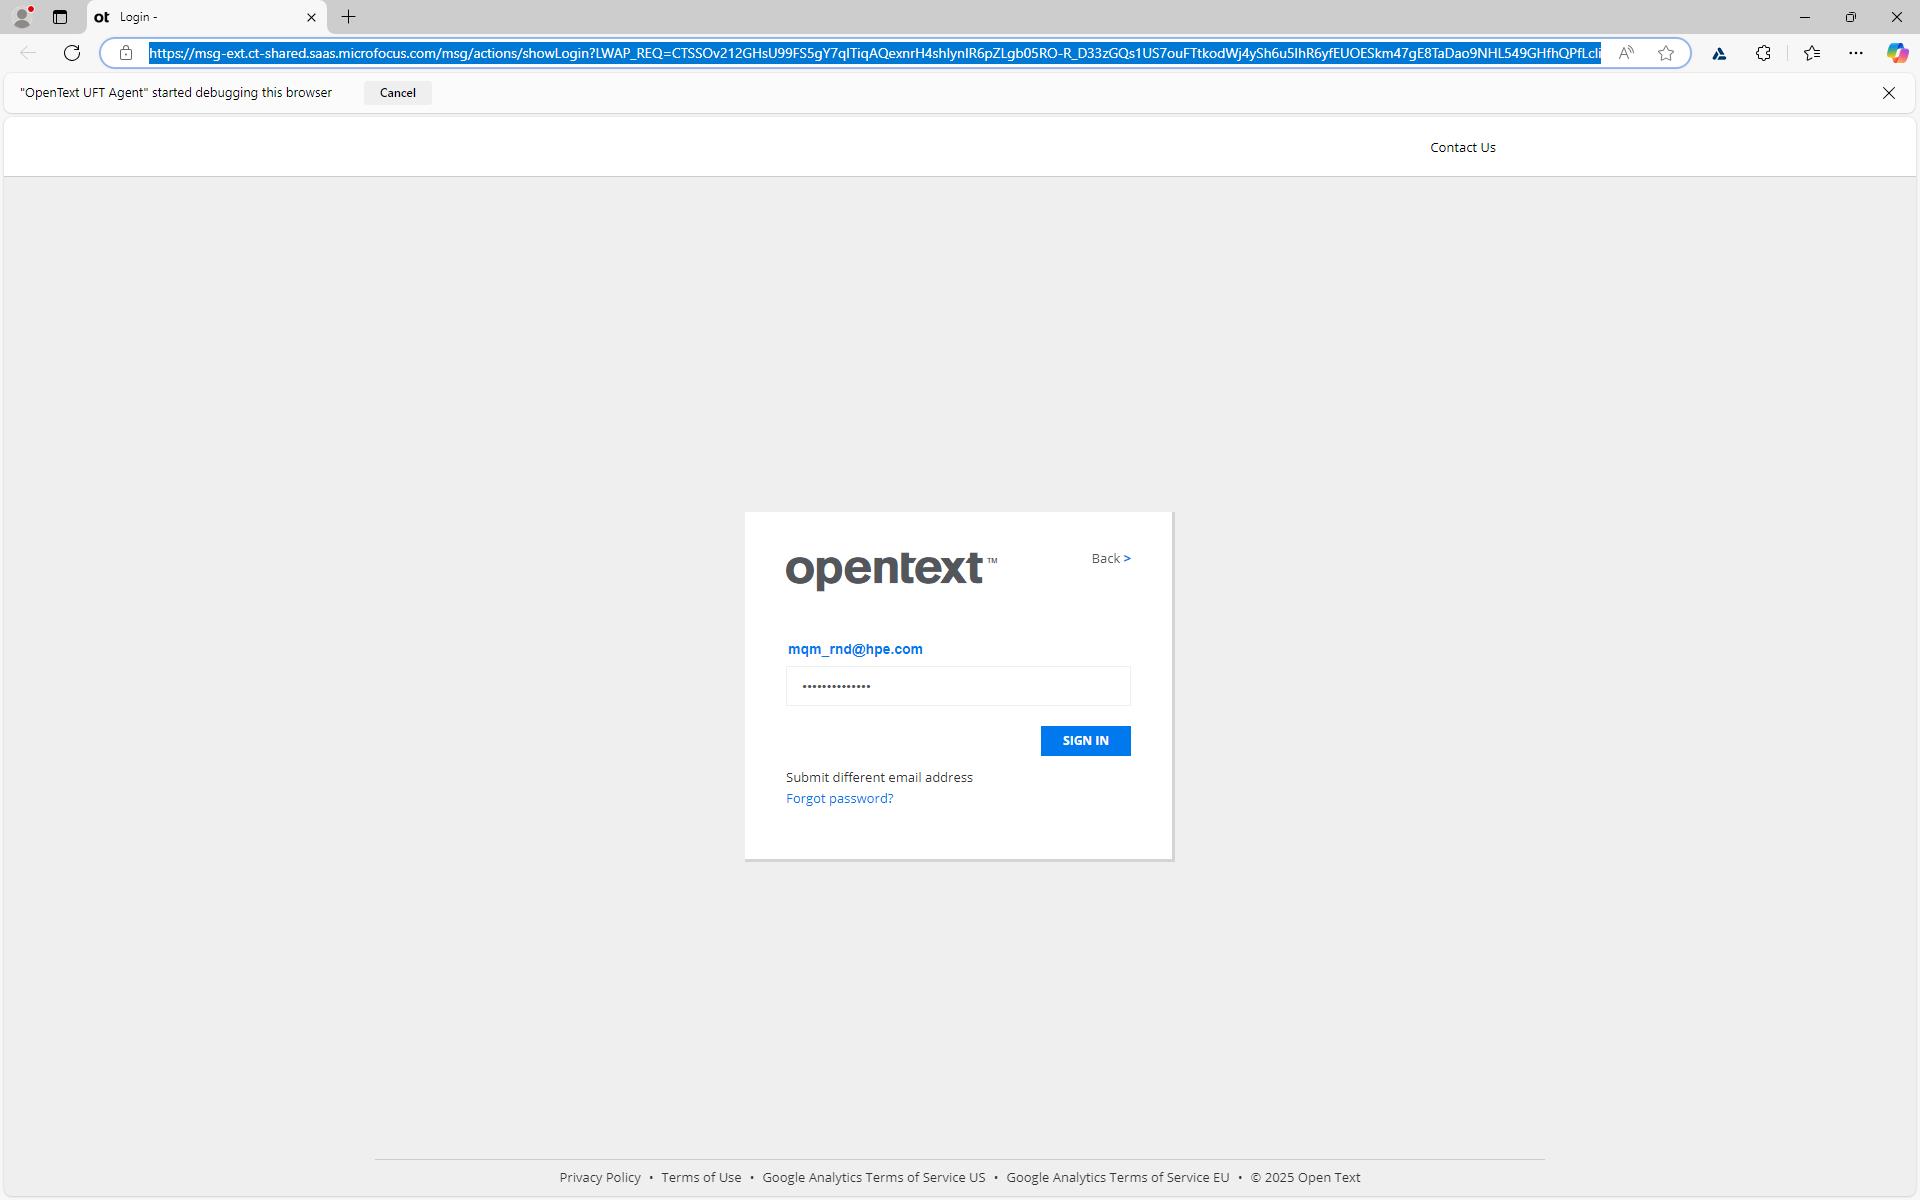 ot Login -
https://msg-ext.ct-shared.saas.microfocus.com/msg/actions/showLogin?LWAP_REQ=
"OpenText UFT Agent" started debugging this browser Cancel
Contact Us
opentext™ Back >
mqm_rnd@hpe.com
SIGN IN
Submit different email address
Forgot password?
Privacy Policy • Terms of Use • Google Analytics Terms of Service US • Google Analytics Terms of Service EU • © 2025 Open Text